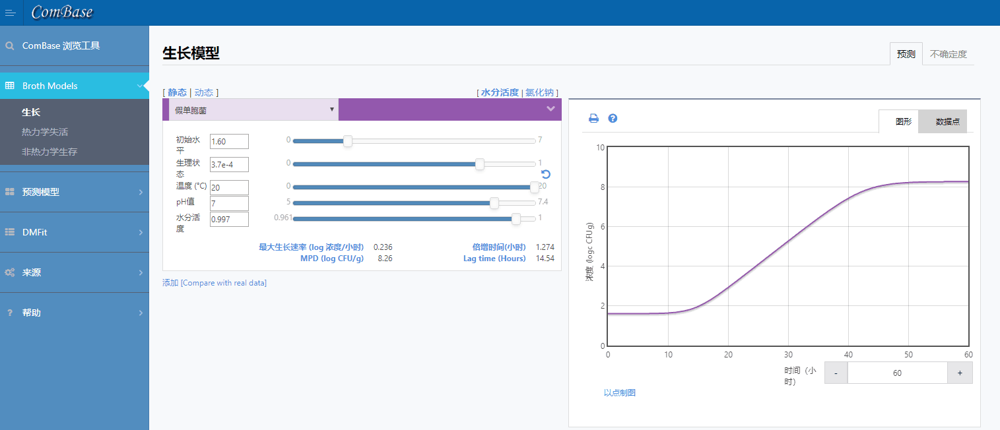 ComBase
ComBase 浏览工具
Broth Models
生长
热力学失活
非热力学生存
预测模型
DMFit
来源
? 帮助
生长模型
预测
不确定度
[ 静态 | 动态 ]
[ 水分活度 | 氯化钠 ]
假单胞菌
初始水平
1.60
0
7
生理状态
3.7e-4
0
1
温度 (°C)
20
0
20
pH值
7
5
7.4
水分活度
0.997
0.961
1
最大生长速率 (log 浓度/小时) 0.236
倍增时间(小时) 1.274
MPD (log CFU/g) 8.26
Lag time (Hours) 14.54
添加 [Compare with real data]
?
图形
数据点
10
8
6
4
2
0
浓度 (logc CFUg)
0 10 20 30 40 50 60
时间（小时）
-
60
+
以点制图